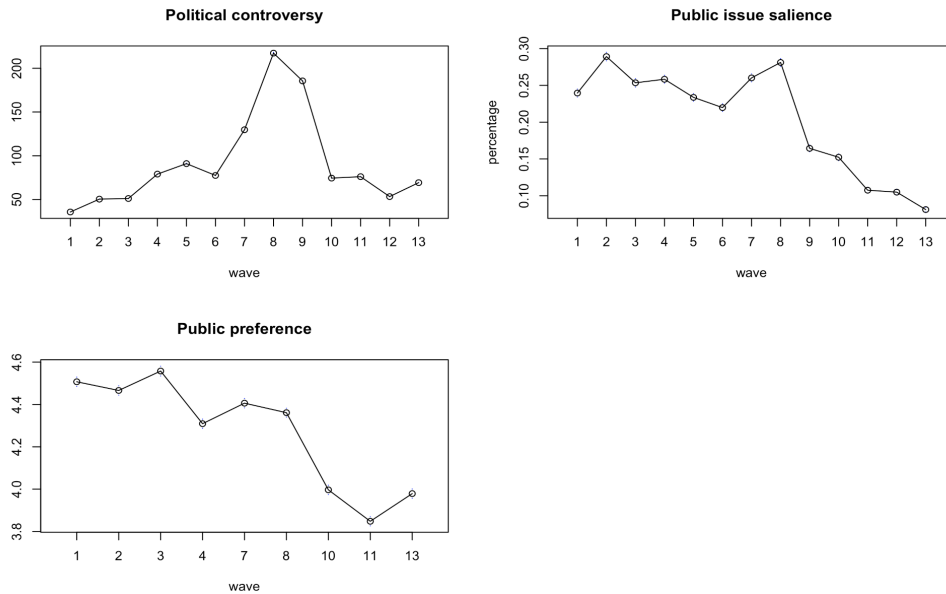 Political controversy
200
150
100
50
1 2 3 4 5 6 7 8 9 10 11 12 13
wave
Public issue salience
percentage
0.30
0.25
0.20
0.15
0.10
1 2 3 4 5 6 7 8 9 10 11 12 13
wave
Public preference
4.6
4.4
4.2
4.0
3.8
1 2 3 4 7 8 10 11 13
wave